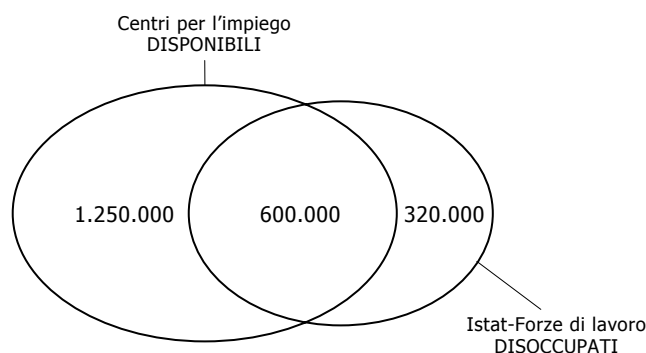 Centri per l'impiego
DISPONIBILI
1.250.000
600.000
320.000
Istat-Forze di lavoro
DISOCCUPATI